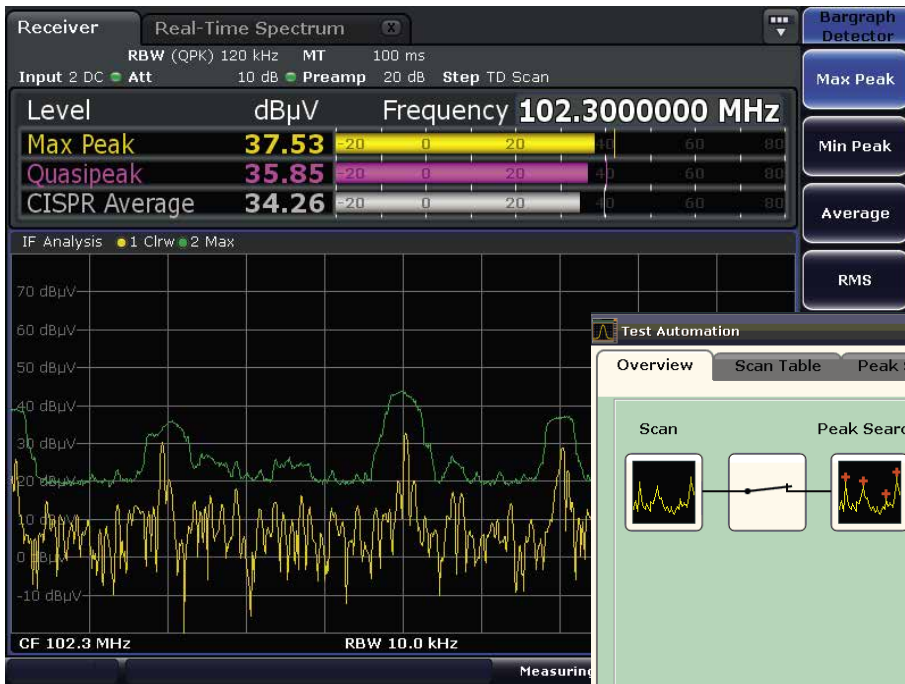 Receiver
Real-Time Spectrum
Bargraph
Detector
RBW (QPK) 120 kHz MT 100 ms
Input 2 DC Att 10 dB Preamp 20 dB Step TD Scan
Max Peak
Level dBµV Frequency 102.3000000 MHz
Max Peak 37.53 -20 0 20 40 60 80
Min Peak
Quasipeak 35.85 -20 0 20 40 60 80
CISPR Average 34.26 -20 0 20 40 60 80
Average
IF Analysis 1 Clrw 2 Max
RMS
70 dBµV
60 dBµV
50 dBµV
40 dBµV
30 dBµV
20 dBµV
10 dBµV
0 dBµV
-10 dBµV
CF 102.3 MHz RBW 10.0 kHz
Measuring
Test Automation
Overview Scan Table Peak
Scan Peak Searc